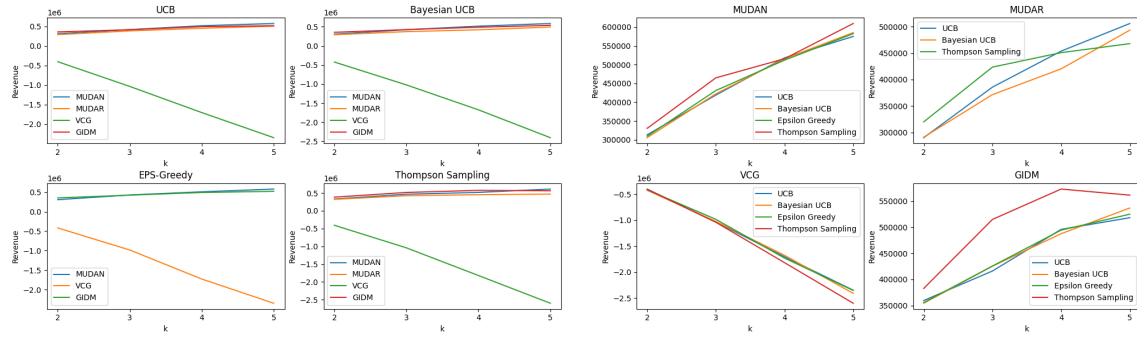 UCB
1e6
Revenue
0.5
0.0
−0.5
−1.0
−1.5
−2.0
MUDAN
MUDAR
VCG
GIDM
2
3
4
5
k
Bayesian UCB
1e6
Revenue
0.5
0.0
−0.5
−1.0
−1.5
−2.0
−2.5
MUDAN
MUDAR
VCG
GIDM
2
3
4
5
k
MUDAN
Revenue
600000
550000
500000
450000
400000
350000
300000
UCB
Bayesian UCB
Epsilon Greedy
Thompson Sampling
2
3
4
5
k
MUDAR
Revenue
500000
450000
400000
350000
300000
UCB
Bayesian UCB
Thompson Sampling
2
3
4
5
k
EPS-Greedy
1e6
Revenue
0.5
0.0
−0.5
−1.0
−1.5
−2.0
MUDAN
VCG
GIDM
2
3
4
5
k
Thompson Sampling
1e6
Revenue
0.5
0.0
−0.5
−1.0
−1.5
−2.0
−2.5
MUDAN
MUDAR
VCG
GIDM
2
3
4
5
k
VCG
1e6
Revenue
−0.5
−1.0
−1.5
−2.0
−2.5
UCB
Bayesian UCB
Epsilon Greedy
Thompson Sampling
2
3
4
5
k
GIDM
Revenue
550000
500000
450000
400000
350000
UCB
Bayesian UCB
Epsilon Greedy
Thompson Sampling
2
3
4
5
k